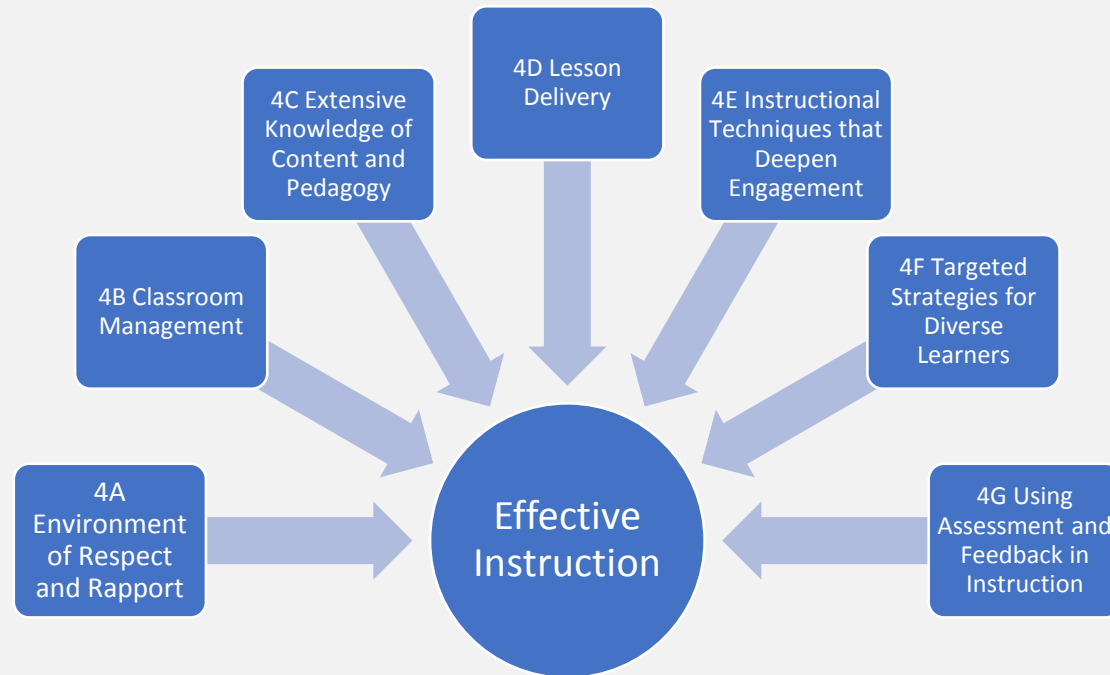 4A
Environment
of Respect
and Rapport
4B Classroom
Management
4C Extensive
Knowledge of
Content and
Pedagogy
4D Lesson
Delivery
4E Instructional
Techniques that
Deepen
Engagement
4F Targeted
Strategies for
Diverse
Learners
4G Using
Assessment and
Feedback in
Instruction
Effective
Instruction